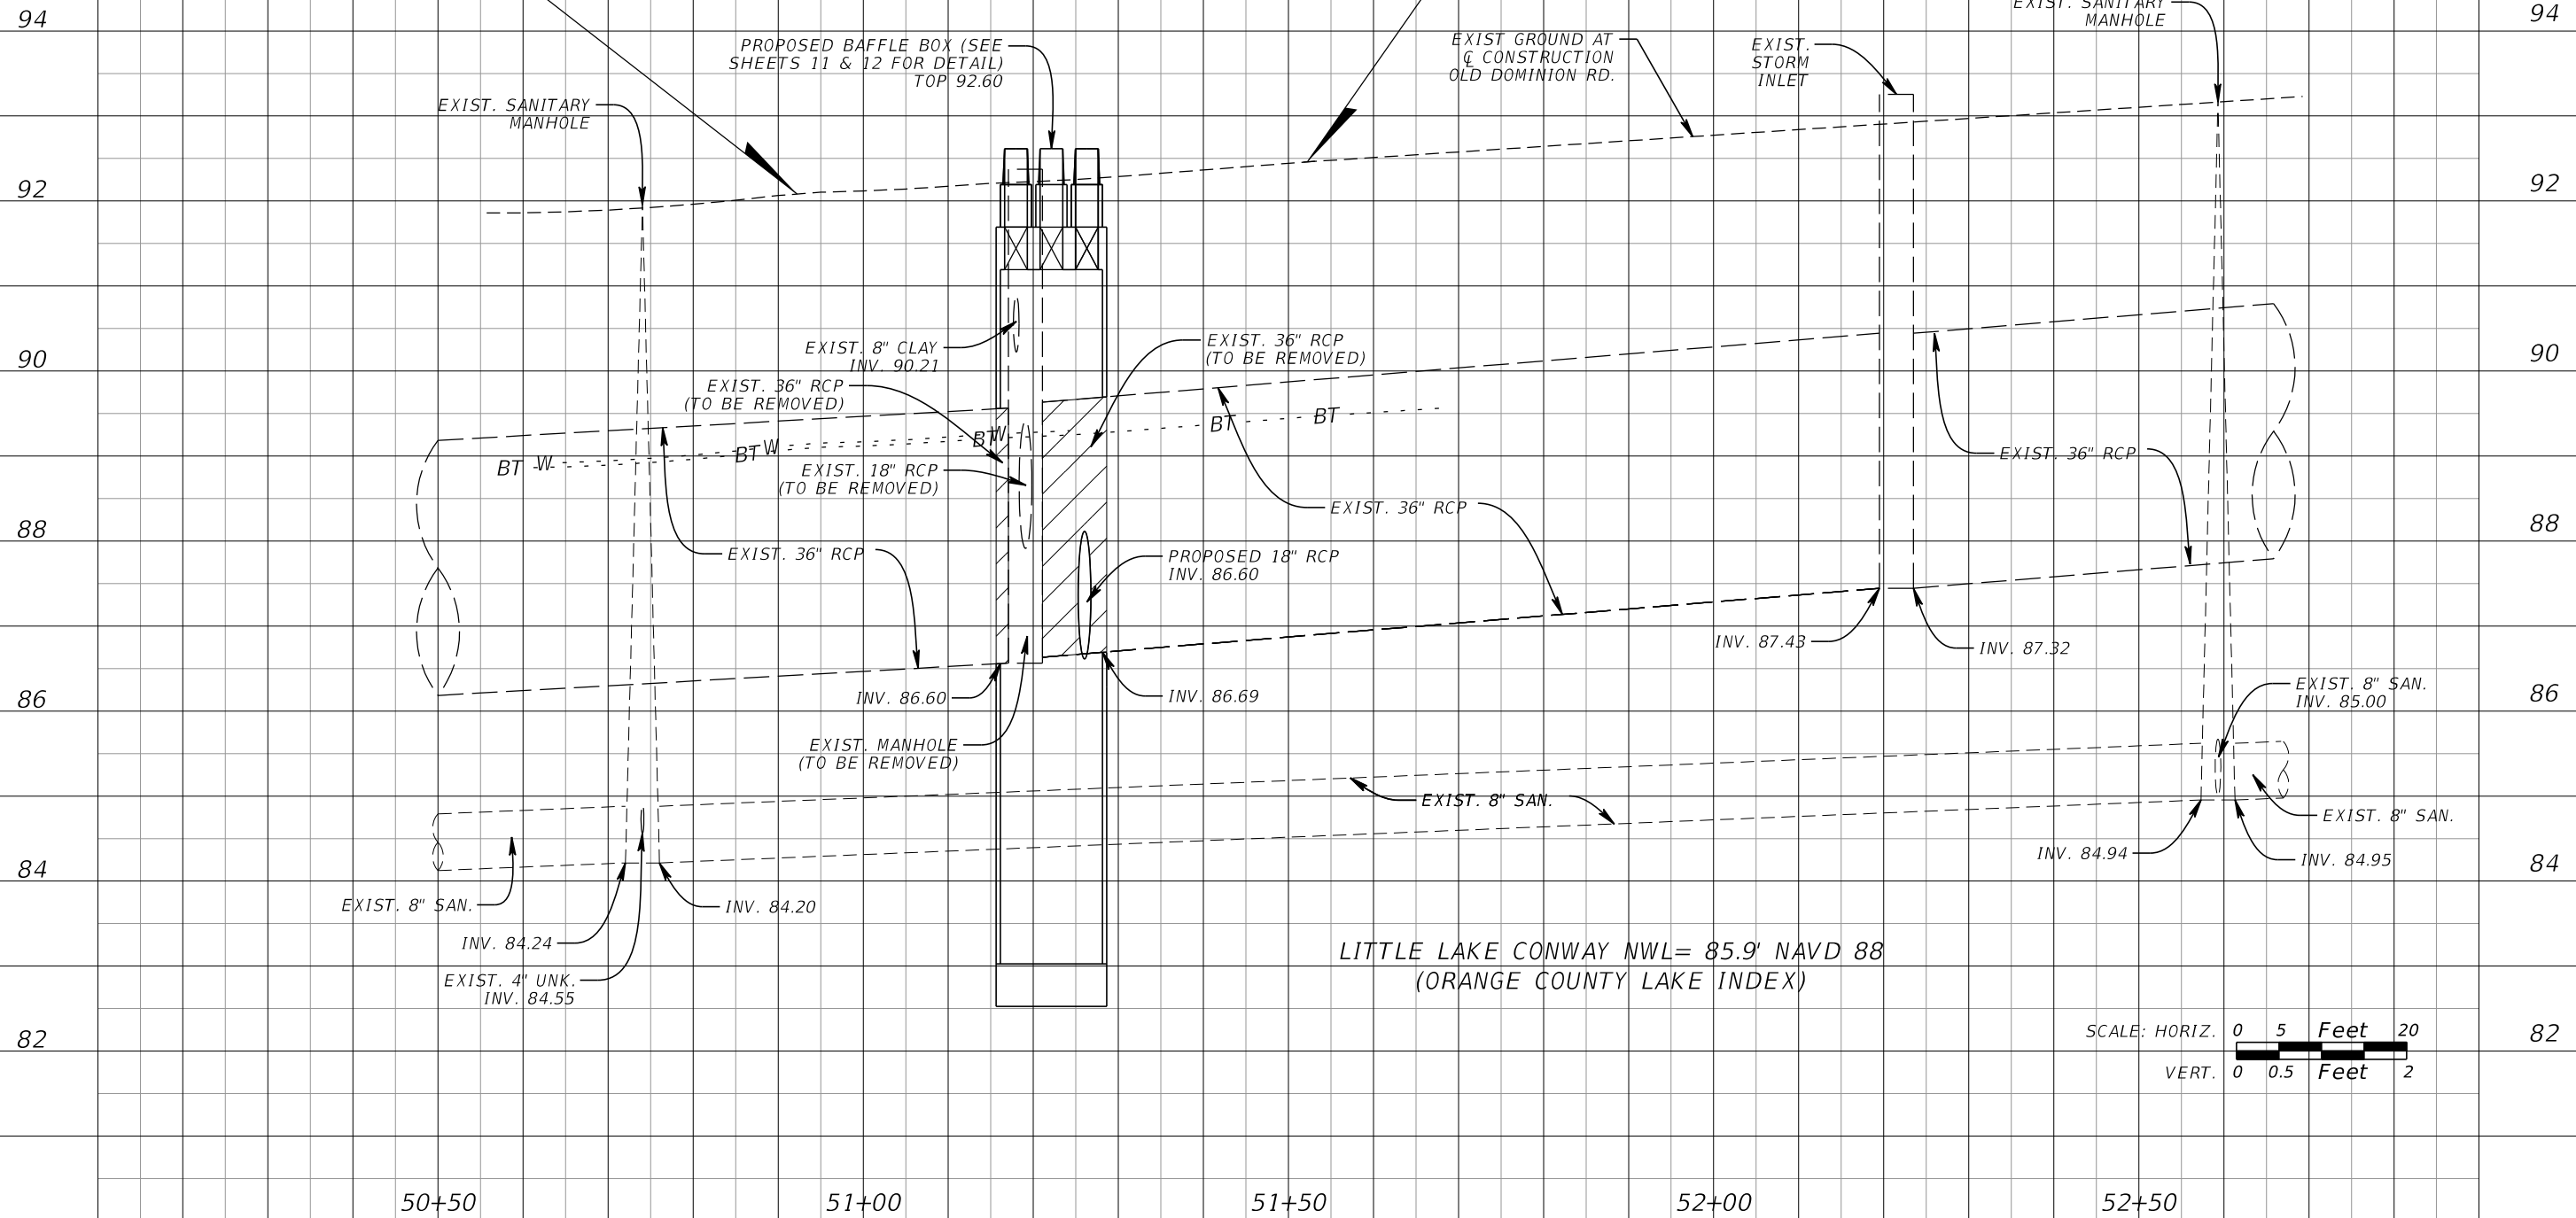 94
94
EXIST. SANITARY
MANHOLE
PROPOSED BAFFLE BOX (SEE
SHEETS 11 & 12 FOR DETAIL)
TOP 92.60
EXIST GROUND AT
℄ CONSTRUCTION
OLD DOMINION RD.
EXIST.
STORM
INLET
EXIST. SANITARY
MANHOLE
92
92
EXIST. 8" CLAY
INV. 90.21
EXIST. 36" RCP
(TO BE REMOVED)
90
90
EXIST. 36" RCP
(TO BE REMOVED)
BT W
BT W
BT W
BT
BT
EXIST. 18" RCP
(TO BE REMOVED)
EXIST. 36" RCP
EXIST. 36" RCP
88
88
EXIST. 36" RCP
PROPOSED 18" RCP
INV. 86.60
INV. 87.43
INV. 87.32
86
86
INV. 86.60
INV. 86.69
EXIST. 8" SAN.
INV. 85.00
EXIST. MANHOLE
(TO BE REMOVED)
EXIST. 8" SAN.
EXIST. 8" SAN.
84
84
INV. 84.94
INV. 84.95
EXIST. 8" SAN.
INV. 84.20
INV. 84.24
EXIST. 4" UNK.
INV. 84.55
LITTLE LAKE CONWAY NWL= 85.9' NAVD 88
(ORANGE COUNTY LAKE INDEX)
82
82
SCALE: HORIZ. 0 5 Feet 20
VERT. 0 0.5 Feet 2
50+50
51+00
51+50
52+00
52+50